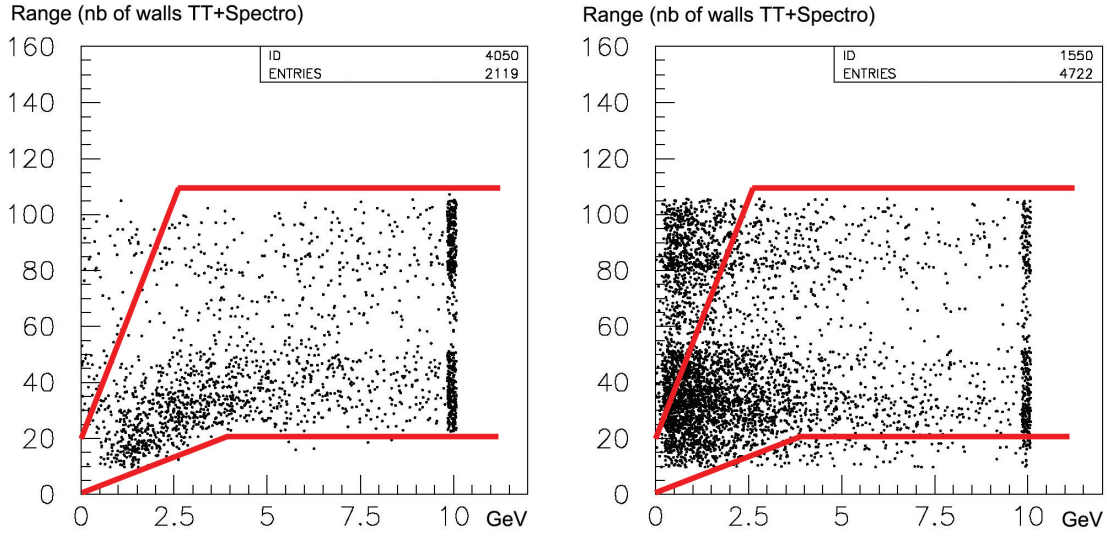 Range (nb of walls TT+Spectro)
ID 4050
ENTRIES 2119
160
140
120
100
80
60
40
20
0
0 2.5 5 7.5 10 GeV
Range (nb of walls TT+Spectro)
ID 1550
ENTRIES 4722
160
140
120
100
80
60
40
20
0
0 2.5 5 7.5 10 GeV